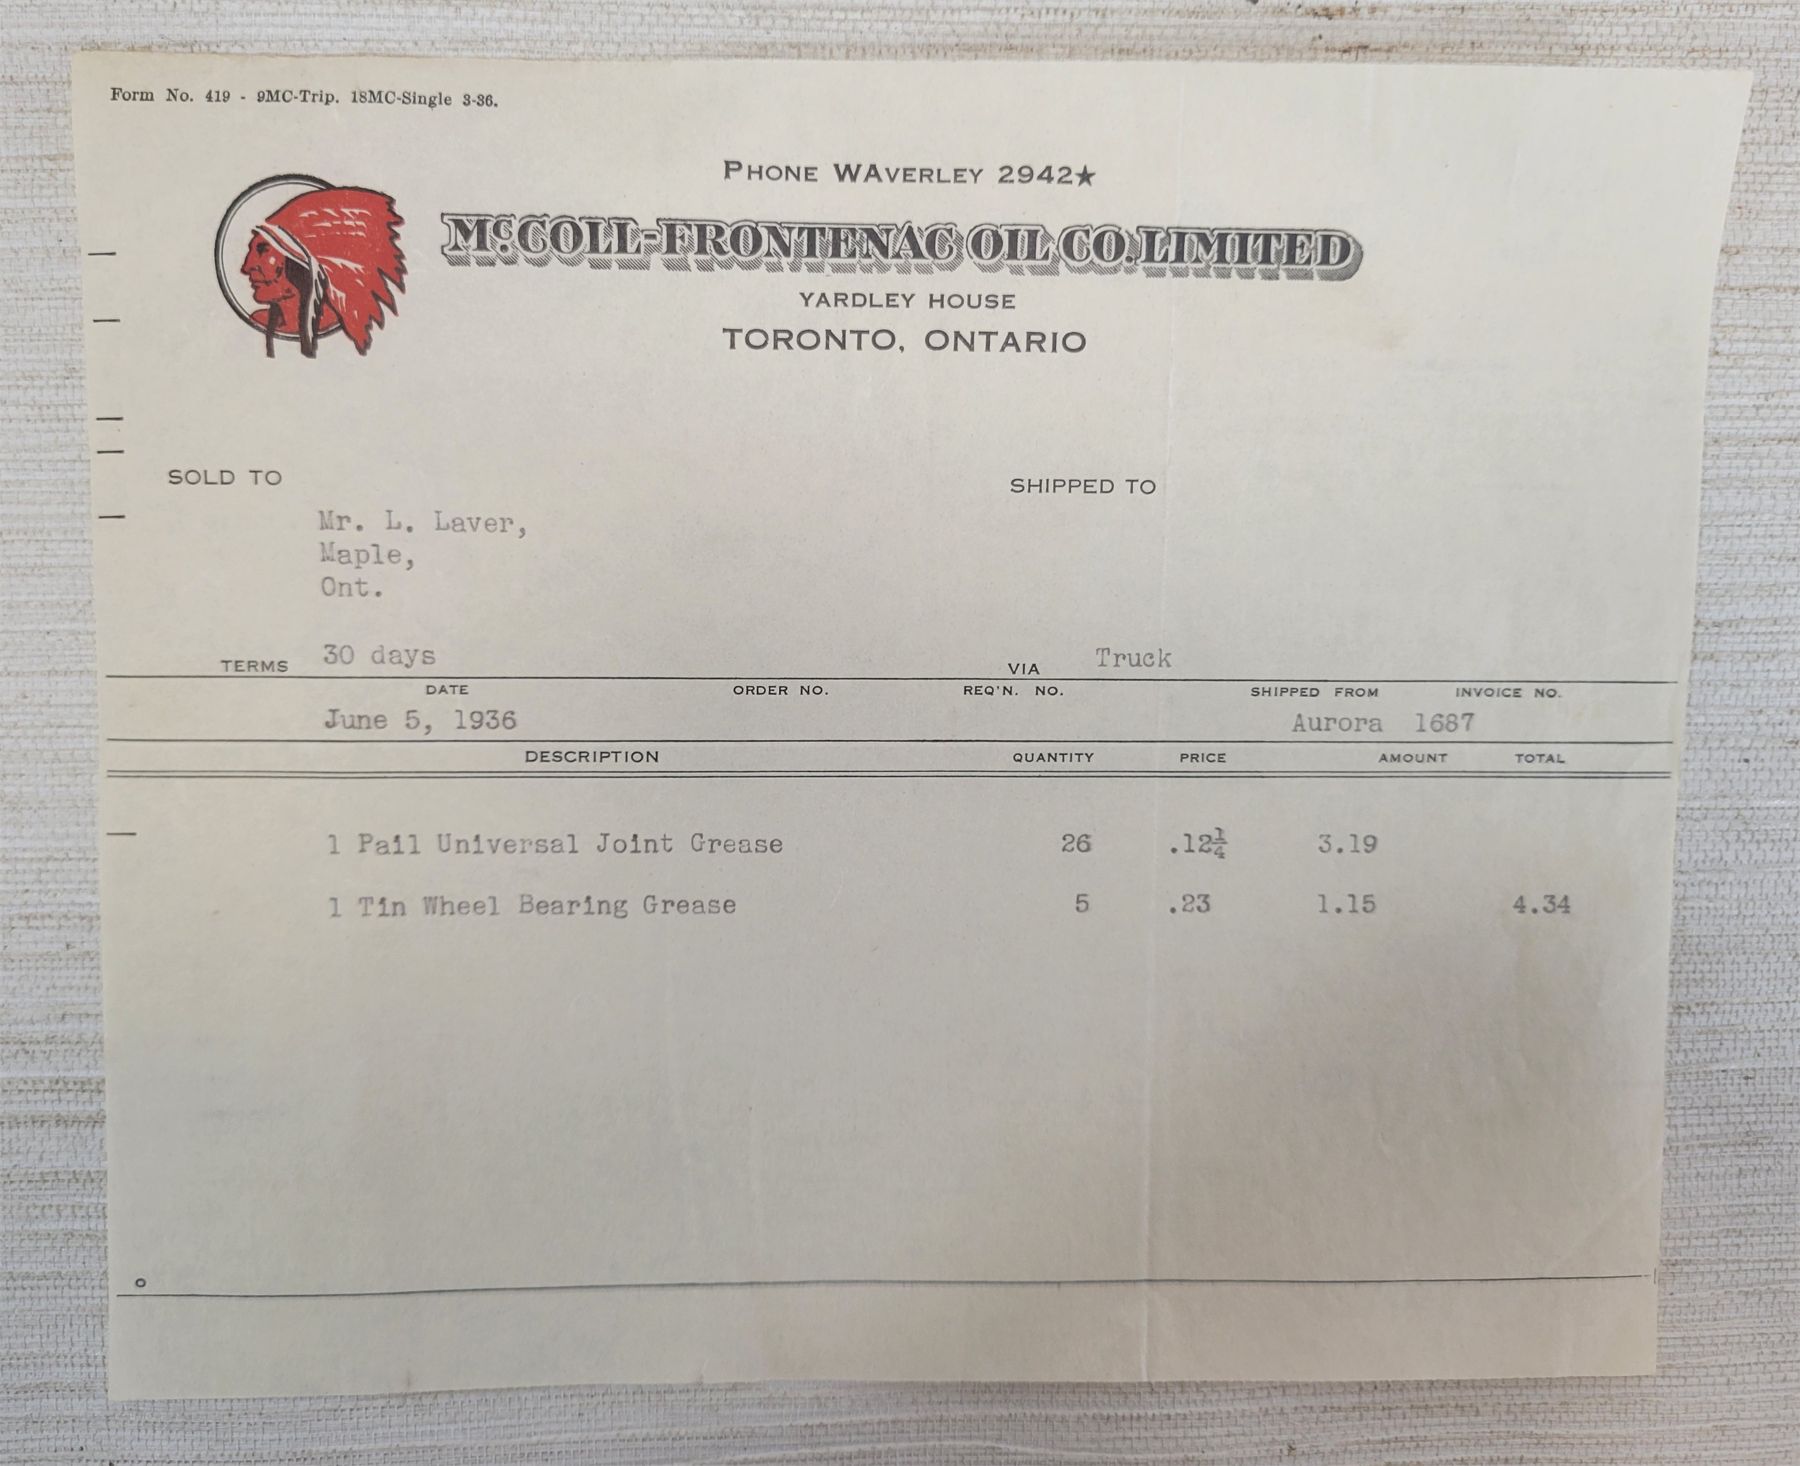 Form No. 419 - 9MC-Trip. 18MC-Single 3-36.
PHONE WAVERLEY 2942★
McCOLL-FRONTENAC OIL CO. LIMITED
YARDLEY HOUSE
TORONTO, ONTARIO
SOLD TO SHIPPED TO
Mr. L. Laver,
Maple,
Ont.
TERMS 30 days VIA Truck
DATE ORDER NO. REQ'N. NO. SHIPPED FROM INVOICE NO.
June 5, 1936 Aurora 1687
DESCRIPTION QUANTITY PRICE AMOUNT TOTAL
1 Pail Universal Joint Grease 26 .12¼ 3.19
1 Tin Wheel Bearing Grease 5 .23 1.15 4.34